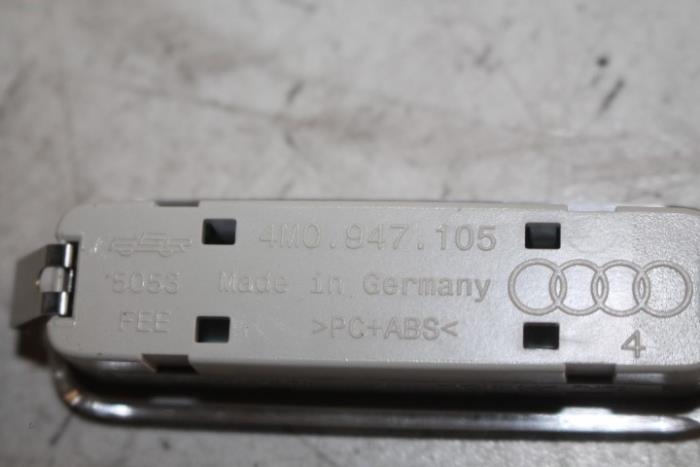 4M0.947.105
5053 Made in Germany
FEE >PC+ABS<
4